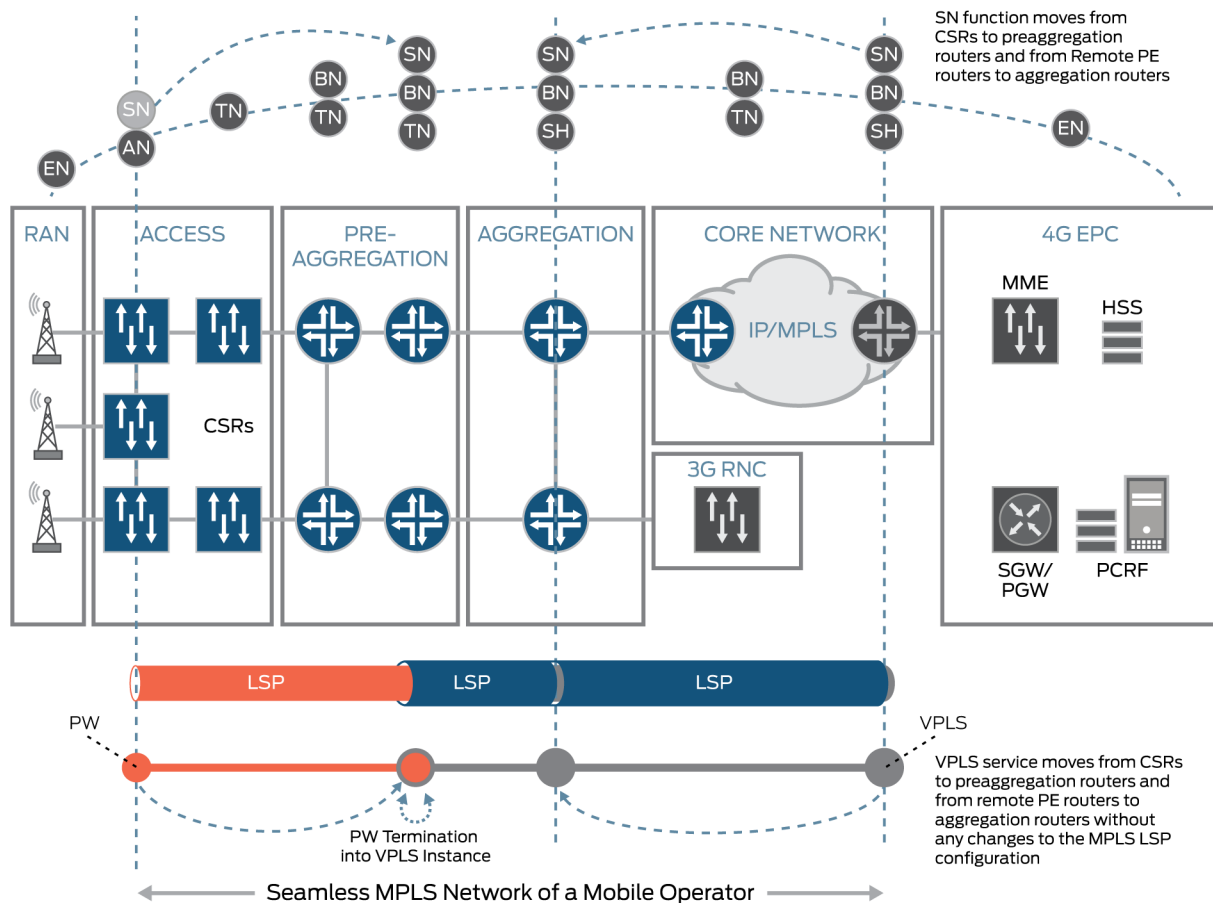 SN function moves from
CSRs to preaggregation
routers and from Remote PE
routers to aggregation routers
SN
SN
SN
BN
BN
BN
BN
BN
SN
TN
TN
TN
SH
TN
SH
AN
EN
EN
RAN
ACCESS
PRE-
AGGREGATION
AGGREGATION
CORE NETWORK
4G EPC
MME
HSS
IP/MPLS
CSRs
3G RNC
SGW/
PGW
PCRF
LSP
LSP
LSP
PW
VPLS
VPLS service moves from CSRs
to preaggregation routers and
from remote PE routers to
aggregation routers without
any changes to the MPLS LSP
configuration
PW Termination
into VPLS Instance
Seamless MPLS Network of a Mobile Operator